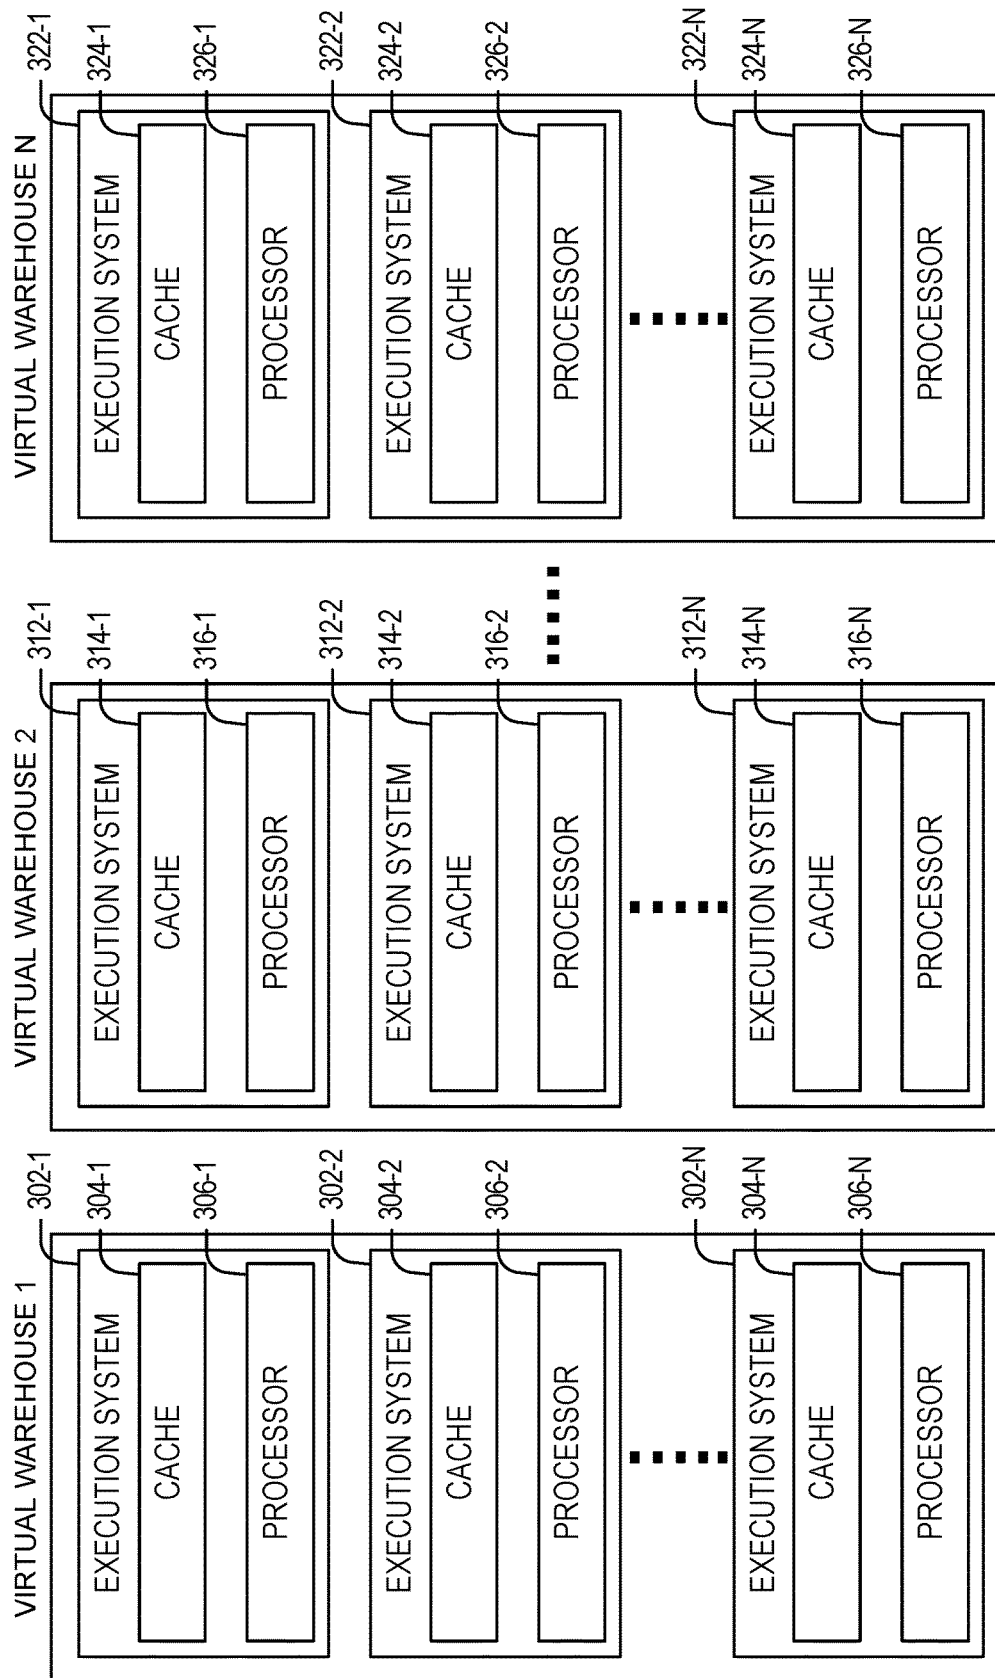 VIRTUAL WAREHOUSE 1
302-1
EXECUTION SYSTEM
304-1
CACHE
306-1
PROCESSOR
302-2
EXECUTION SYSTEM
304-2
CACHE
306-2
PROCESSOR
302-N
EXECUTION SYSTEM
304-N
CACHE
306-N
PROCESSOR
VIRTUAL WAREHOUSE 2
312-1
EXECUTION SYSTEM
314-1
CACHE
316-1
PROCESSOR
312-2
EXECUTION SYSTEM
314-2
CACHE
316-2
PROCESSOR
312-N
EXECUTION SYSTEM
314-N
CACHE
316-N
PROCESSOR
VIRTUAL WAREHOUSE N
322-1
EXECUTION SYSTEM
324-1
CACHE
326-1
PROCESSOR
322-2
EXECUTION SYSTEM
324-2
CACHE
326-2
PROCESSOR
322-N
EXECUTION SYSTEM
324-N
CACHE
326-N
PROCESSOR